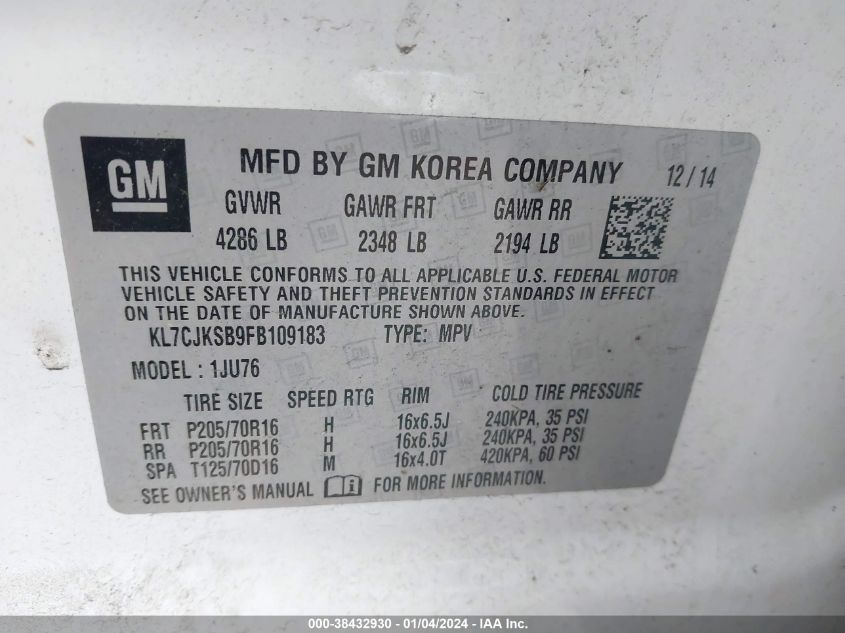 GM
MFD BY GM KOREA COMPANY 12/14
GVWR GAWR FRT GAWR RR
4286 LB 2348 LB 2194 LB
THIS VEHICLE CONFORMS TO ALL APPLICABLE U.S. FEDERAL MOTOR
VEHICLE SAFETY AND THEFT PREVENTION STANDARDS IN EFFECT
ON THE DATE OF MANUFACTURE SHOWN ABOVE.
KL7CJKSB9FB109183 TYPE: MPV
MODEL : 1JU76
TIRE SIZE SPEED RTG RIM COLD TIRE PRESSURE
FRT P205/70R16 H 16x6.5J 240KPA, 35 PSI
RR P205/70R16 H 16x6.5J 240KPA, 35 PSI
SPA T125/70D16 M 16x4.0T 420KPA, 60 PSI
SEE OWNER'S MANUAL FOR MORE INFORMATION.
000-38432930 - 01/04/2024 - IAA Inc.